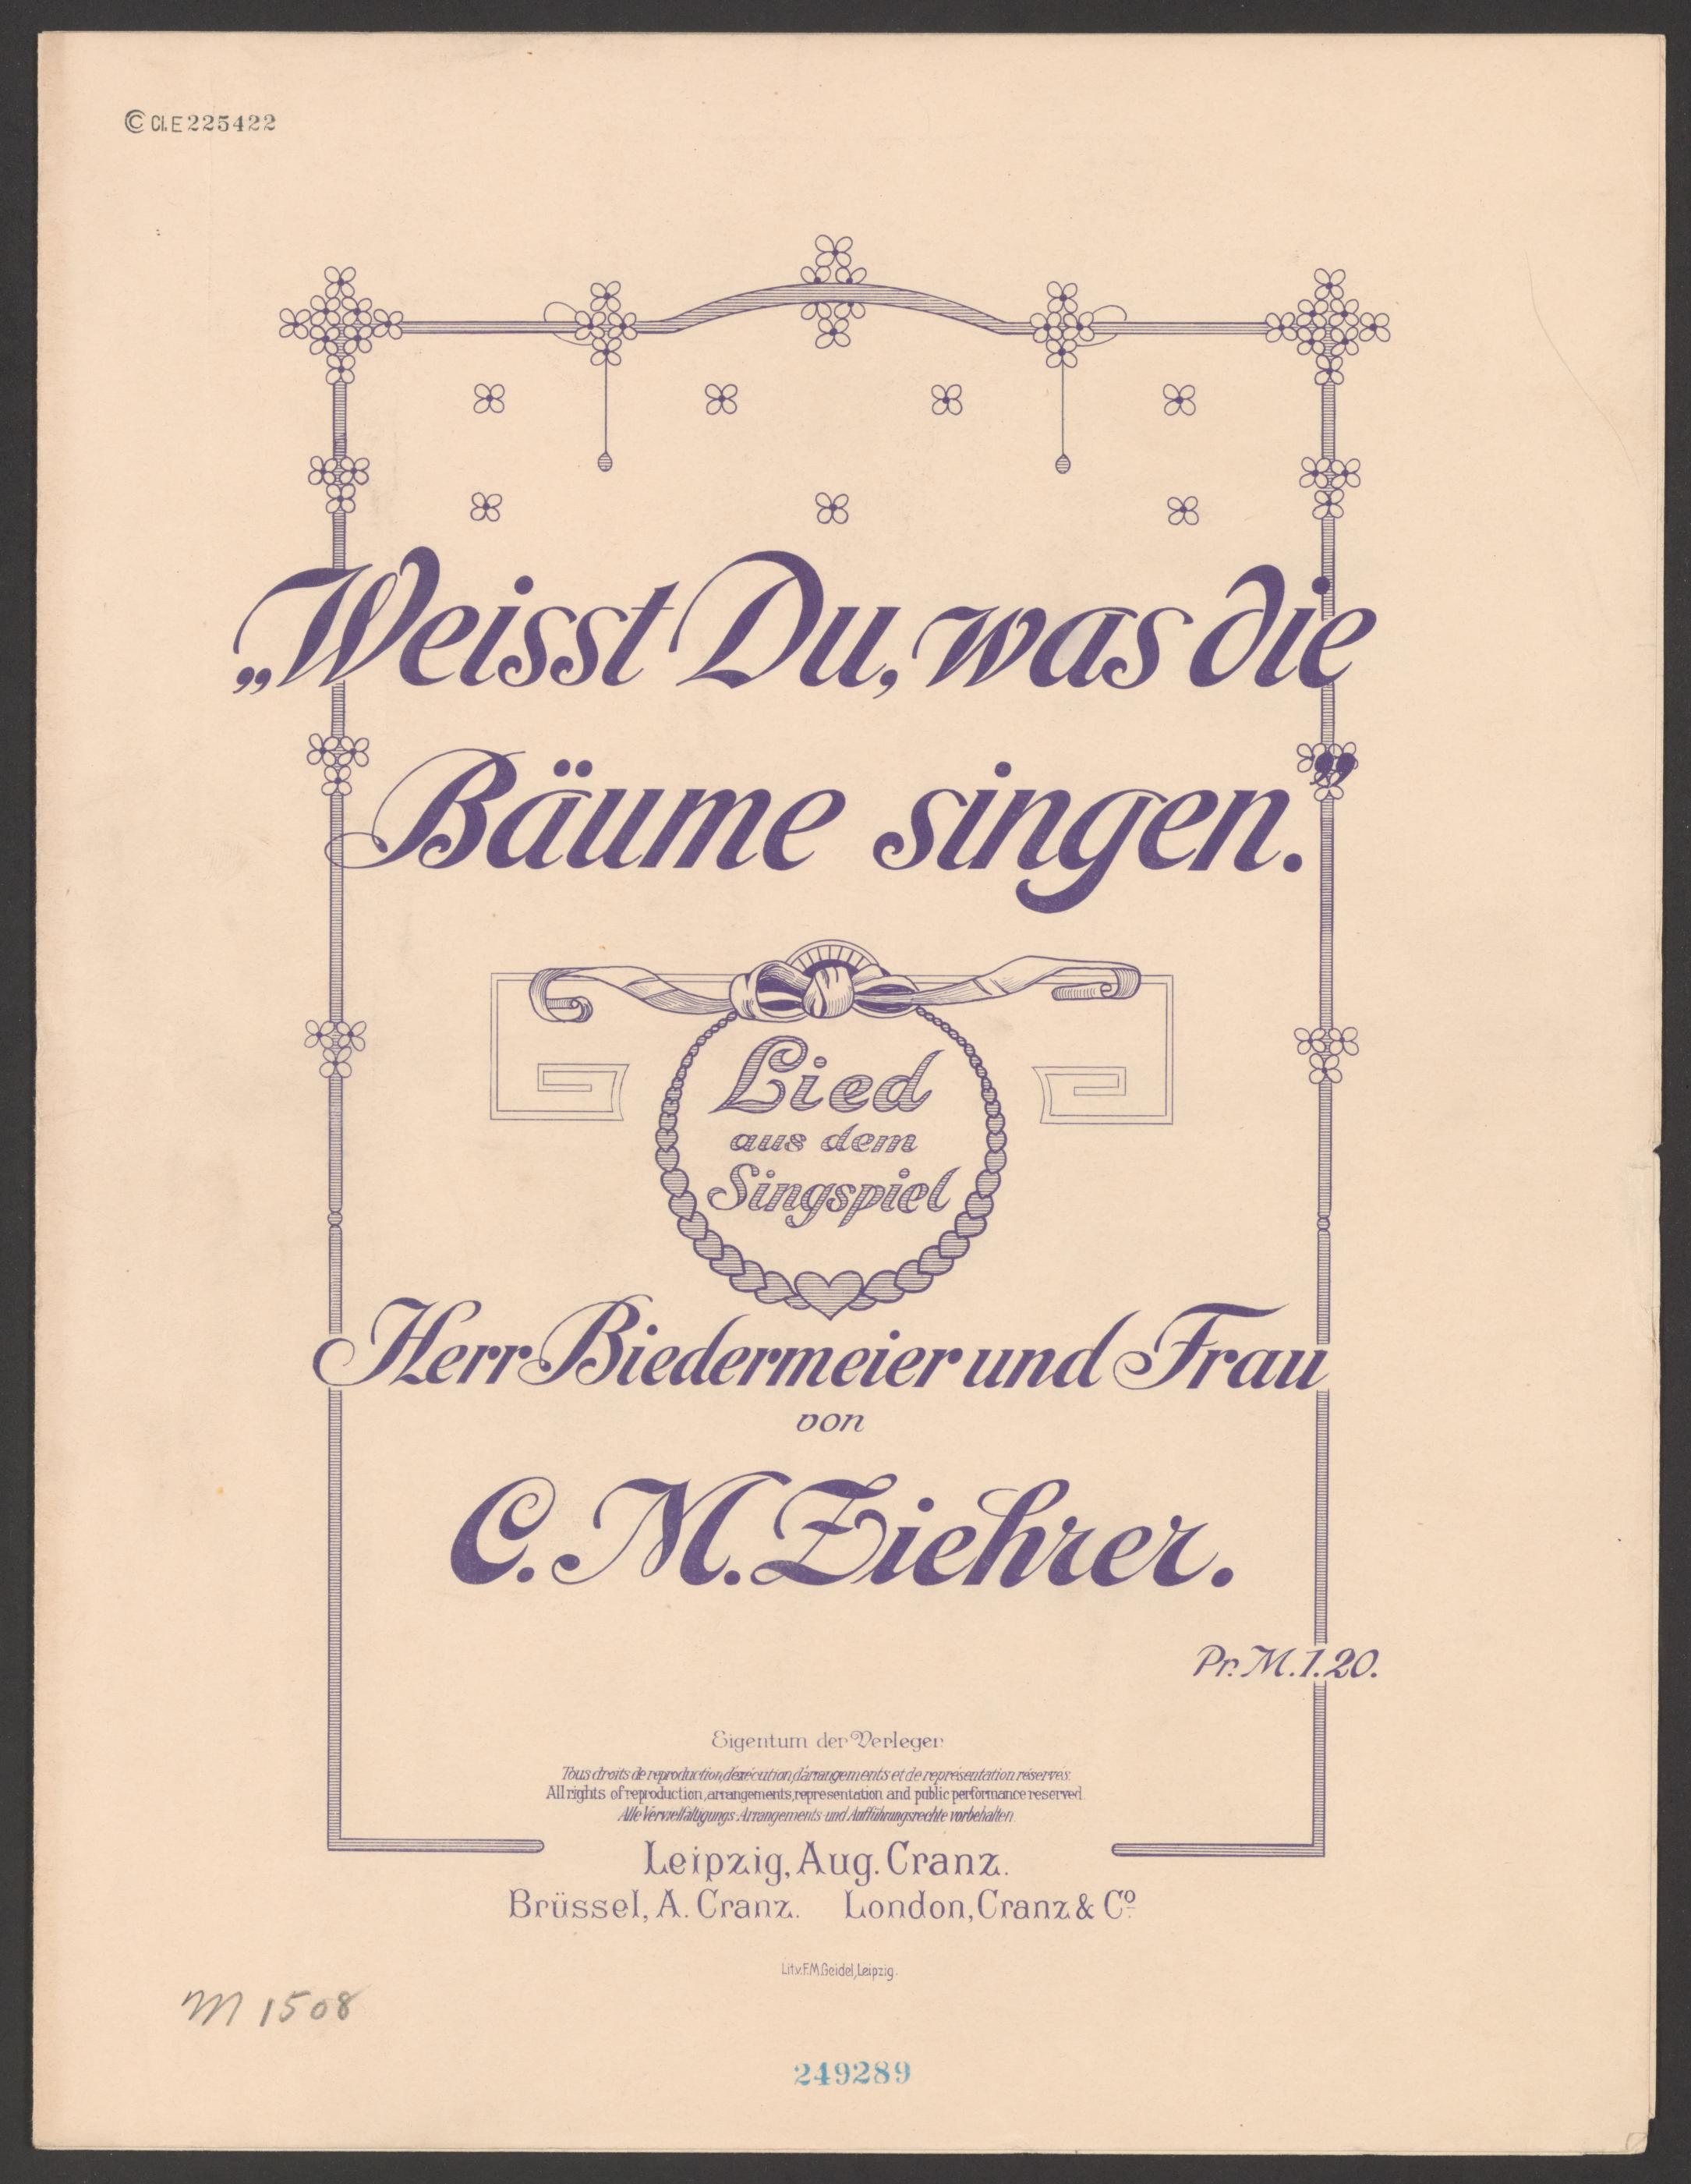 © Cl. E 225422
„Weisst Du, was die
Bäume singen.”
Lied
aus dem
Singspiel
Herr Biedermeier und Frau
von
C. M. Ziehrer.
Pr. M. 1.20.
Eigentum der Verleger
Tous droits de reproduction, d'exécution, d'arrangements et de représentation réservés.
All rights of reproduction, arrangements, representation and public performance reserved.
Alle Vervielfältigungs-Arrangements- und Aufführungsrechte vorbehalten.
Leipzig, Aug. Cranz.
Brüssel, A. Cranz. London, Cranz & Cº
Lit.v.F.M.Geidel, Leipzig.
M 1508
249289